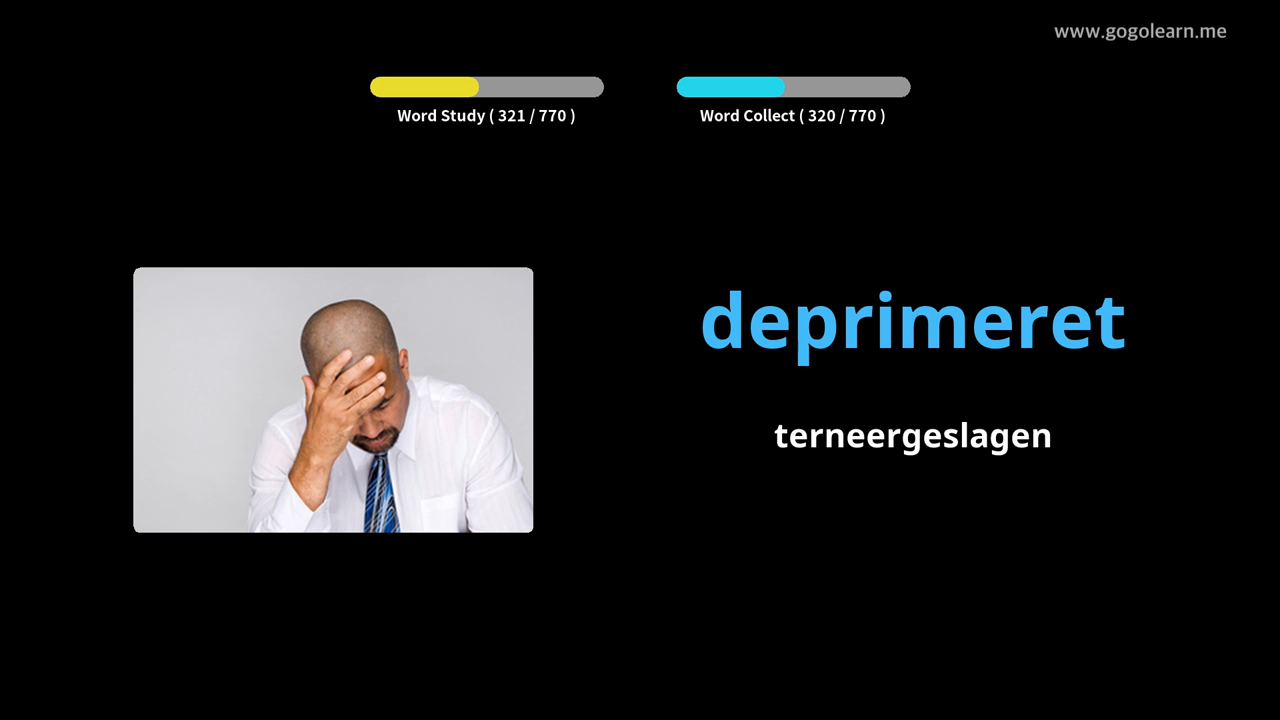 www.gogolearn.me
Word Study ( 321 / 770 )
Word Collect ( 320 / 770 )
deprimeret
terneergeslagen